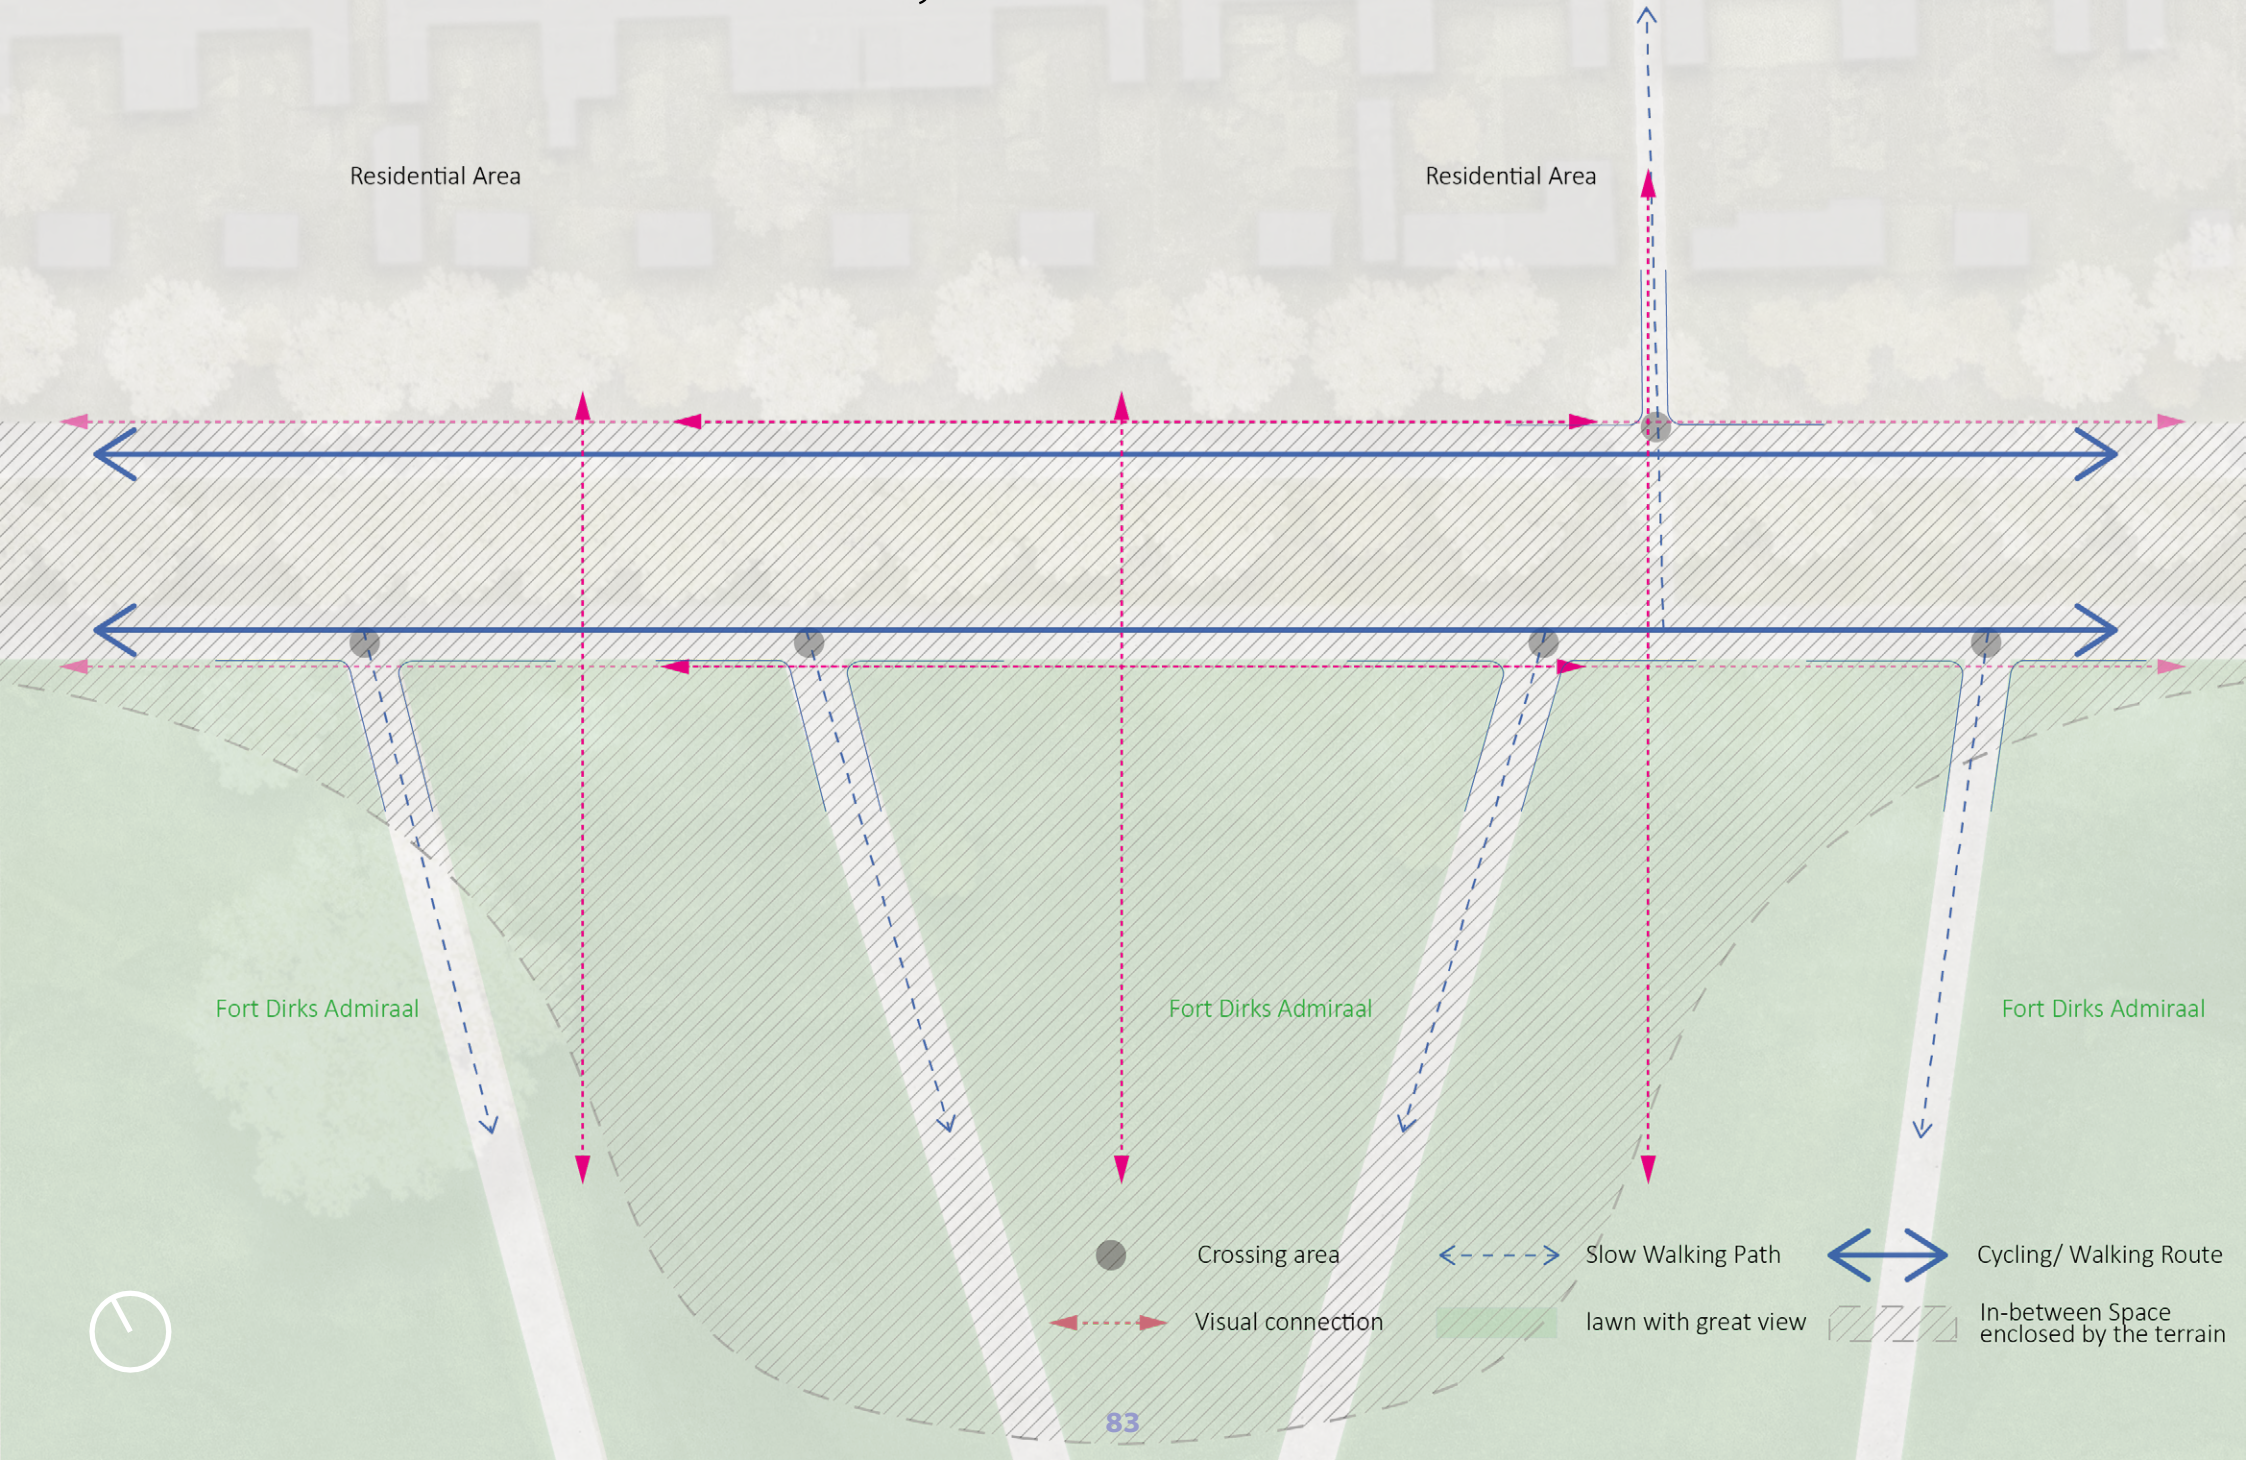 Residential Area
Residential Area
Fort Dirks Admiraal
Fort Dirks Admiraal
Fort Dirks Admiraal
Crossing area
Slow Walking Path
Cycling/ Walking Route
Visual connection
lawn with great view
In-between Space
enclosed by the terrain
83